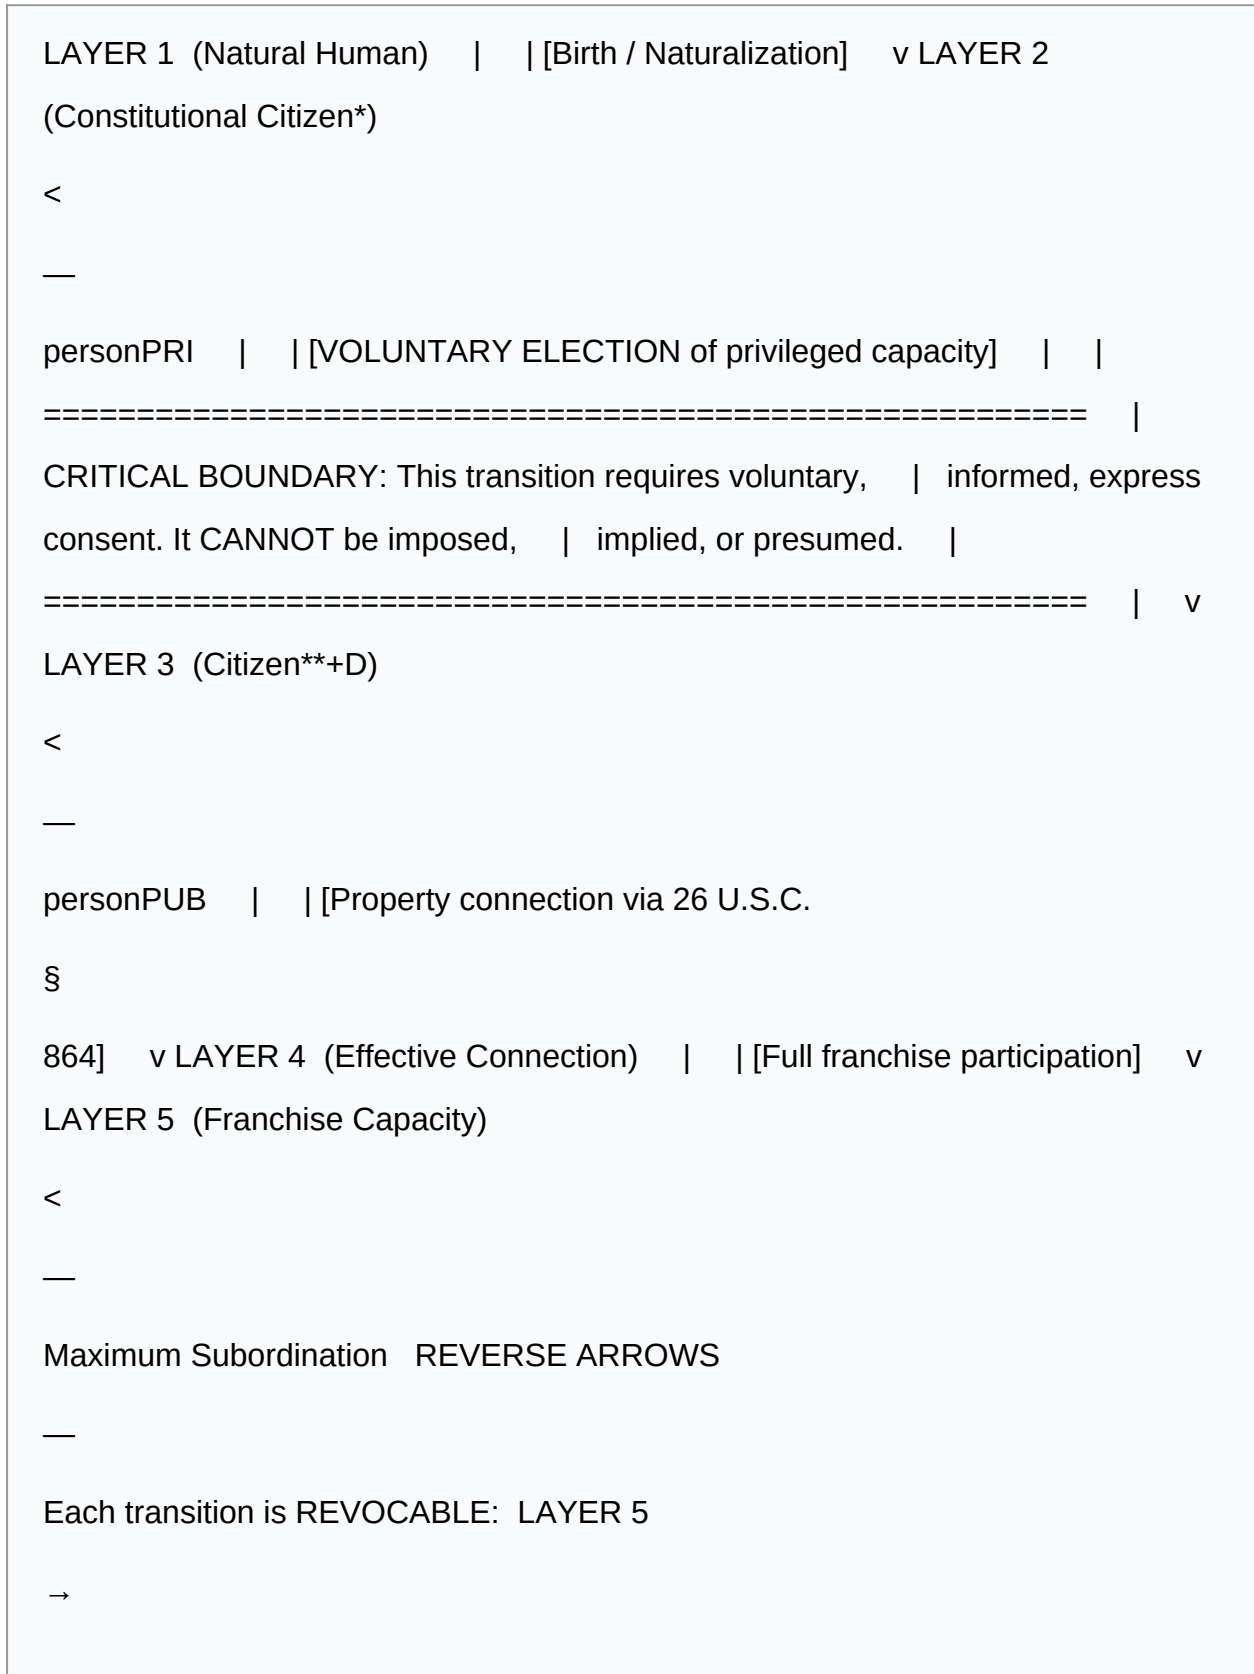 LAYER 1  (Natural Human)     |     | [Birth / Naturalization]     v LAYER 2
(Constitutional Citizen*)
<
—
personPRI     |     | [VOLUNTARY ELECTION of privileged capacity]     |     |
========================================================     |
CRITICAL BOUNDARY: This transition requires voluntary,     |   informed, express
consent. It CANNOT be imposed,     |   implied, or presumed.     |
========================================================     |     v
LAYER 3  (Citizen**+D)
<
—
personPUB     |     | [Property connection via 26 U.S.C.
§
864]     v LAYER 4  (Effective Connection)     |     | [Full franchise participation]     v
LAYER 5  (Franchise Capacity)
<
—
Maximum Subordination   REVERSE ARROWS
—
Each transition is REVOCABLE:  LAYER 5
→